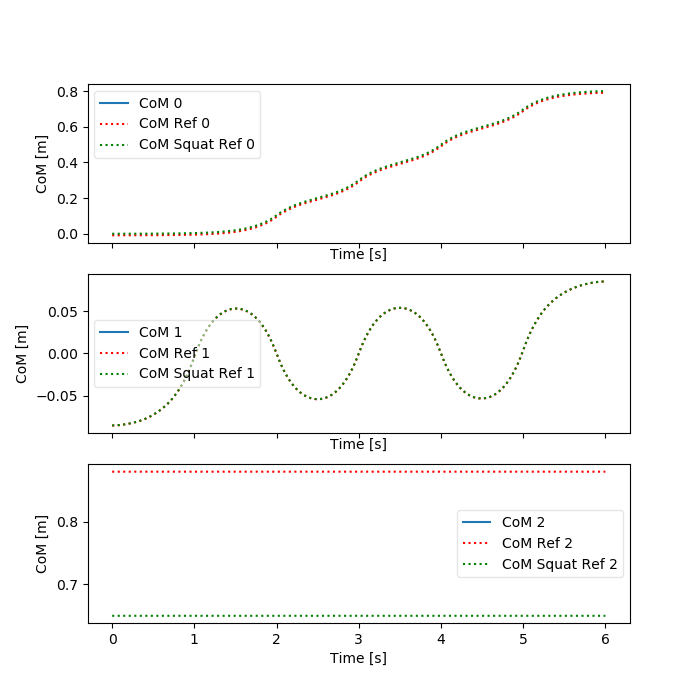 0.8
0.6
0.4
0.2
0.0
CoM [m]
CoM 0
CoM Ref 0
CoM Squat Ref 0
Time [s]
0.05
0.00
−0.05
CoM [m]
CoM 1
CoM Ref 1
CoM Squat Ref 1
Time [s]
0.8
0.7
CoM [m]
CoM 2
CoM Ref 2
CoM Squat Ref 2
0 1 2 3 4 5 6
Time [s]